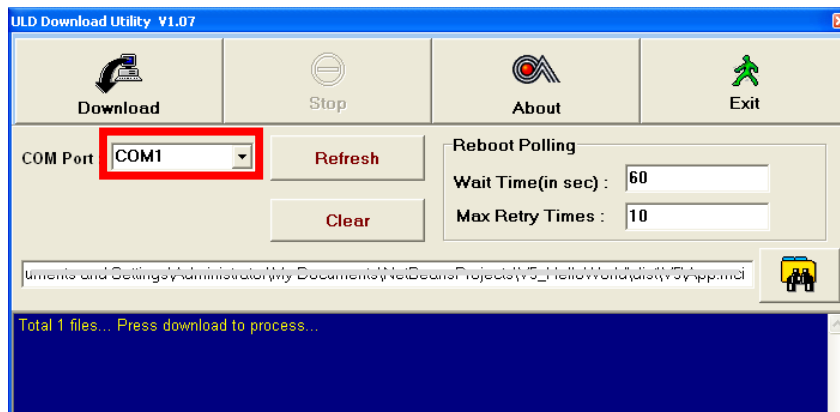 ULD Download Utility V1.07
Download
Stop
About
Exit
COM Port :
COM1
Refresh
Clear
Reboot Polling
Wait Time(in sec) :
60
Max Retry Times :
10
uments and Settings\Administrator\My Documents\NetBeansProjects\V5_HelloWorld\dist\V5\App.mci
Total 1 files... Press download to process...